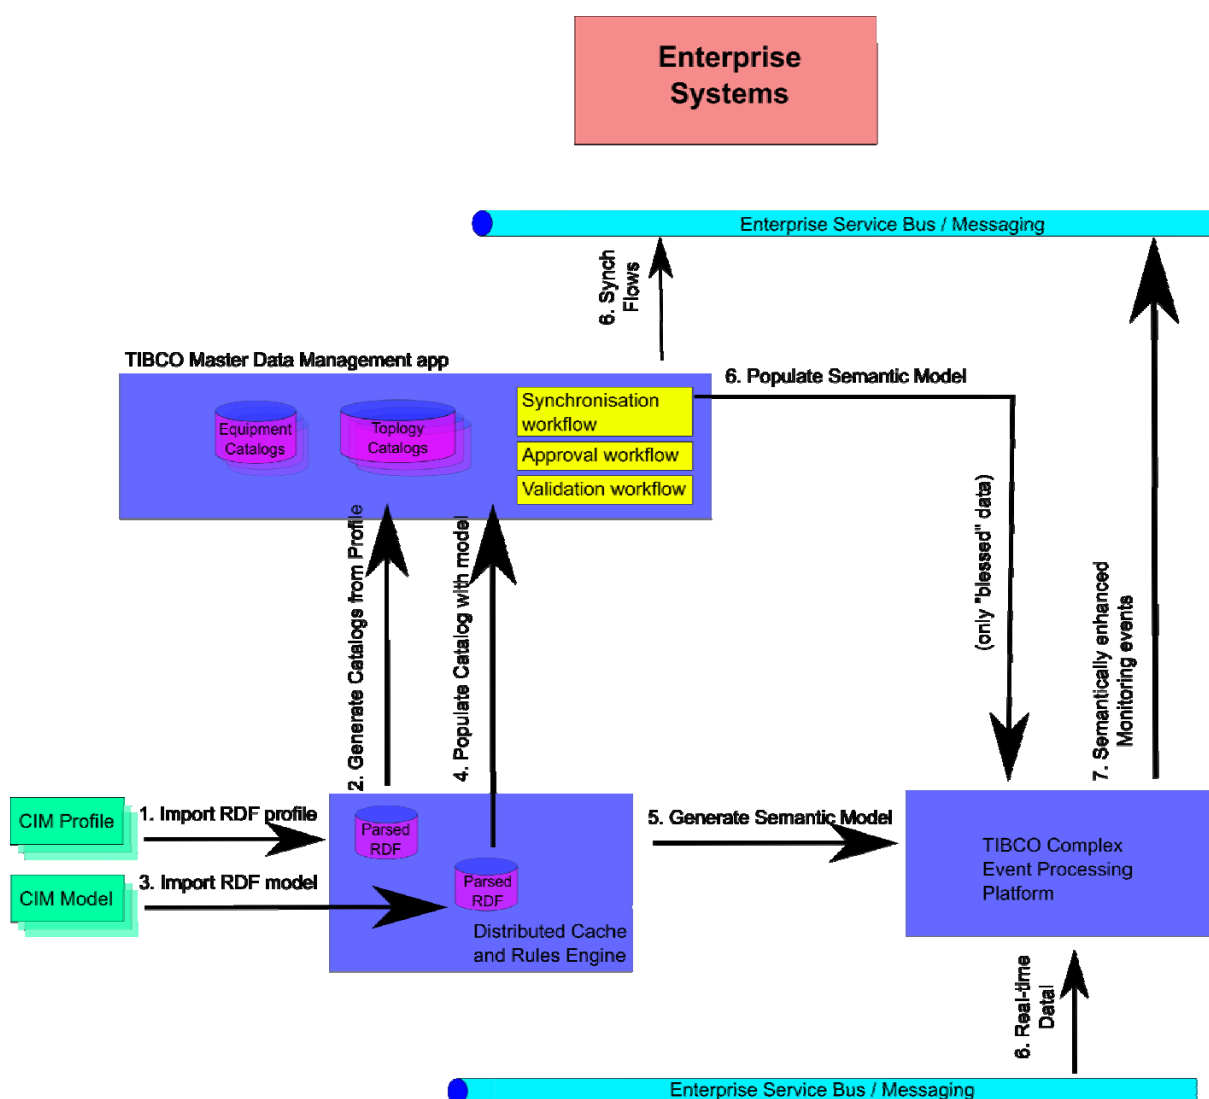 Enterprise
Systems
Enterprise Service Bus / Messaging
6. Synch
Flows
TIBCO Master Data Management app
6. Populate Semantic Model
Equipment
Catalogs
Toplogy
Catalogs
Synchronisation
workflow
Approval workflow
Validation workflow
(only "blessed" data)
2. Generate Catalogs from Profile
4. Populate Catalog with model
7. Semantically enhanced
Monitoring events
CIM Profile
1. Import RDF profile
Parsed
RDF
5. Generate Semantic Model
TIBCO Complex
Event Processing
Platform
CIM Model
3. Import RDF model
Parsed
RDF
Distributed Cache
and Rules Engine
6. Real-time
Datal
Enterprise Service Bus / Messaging